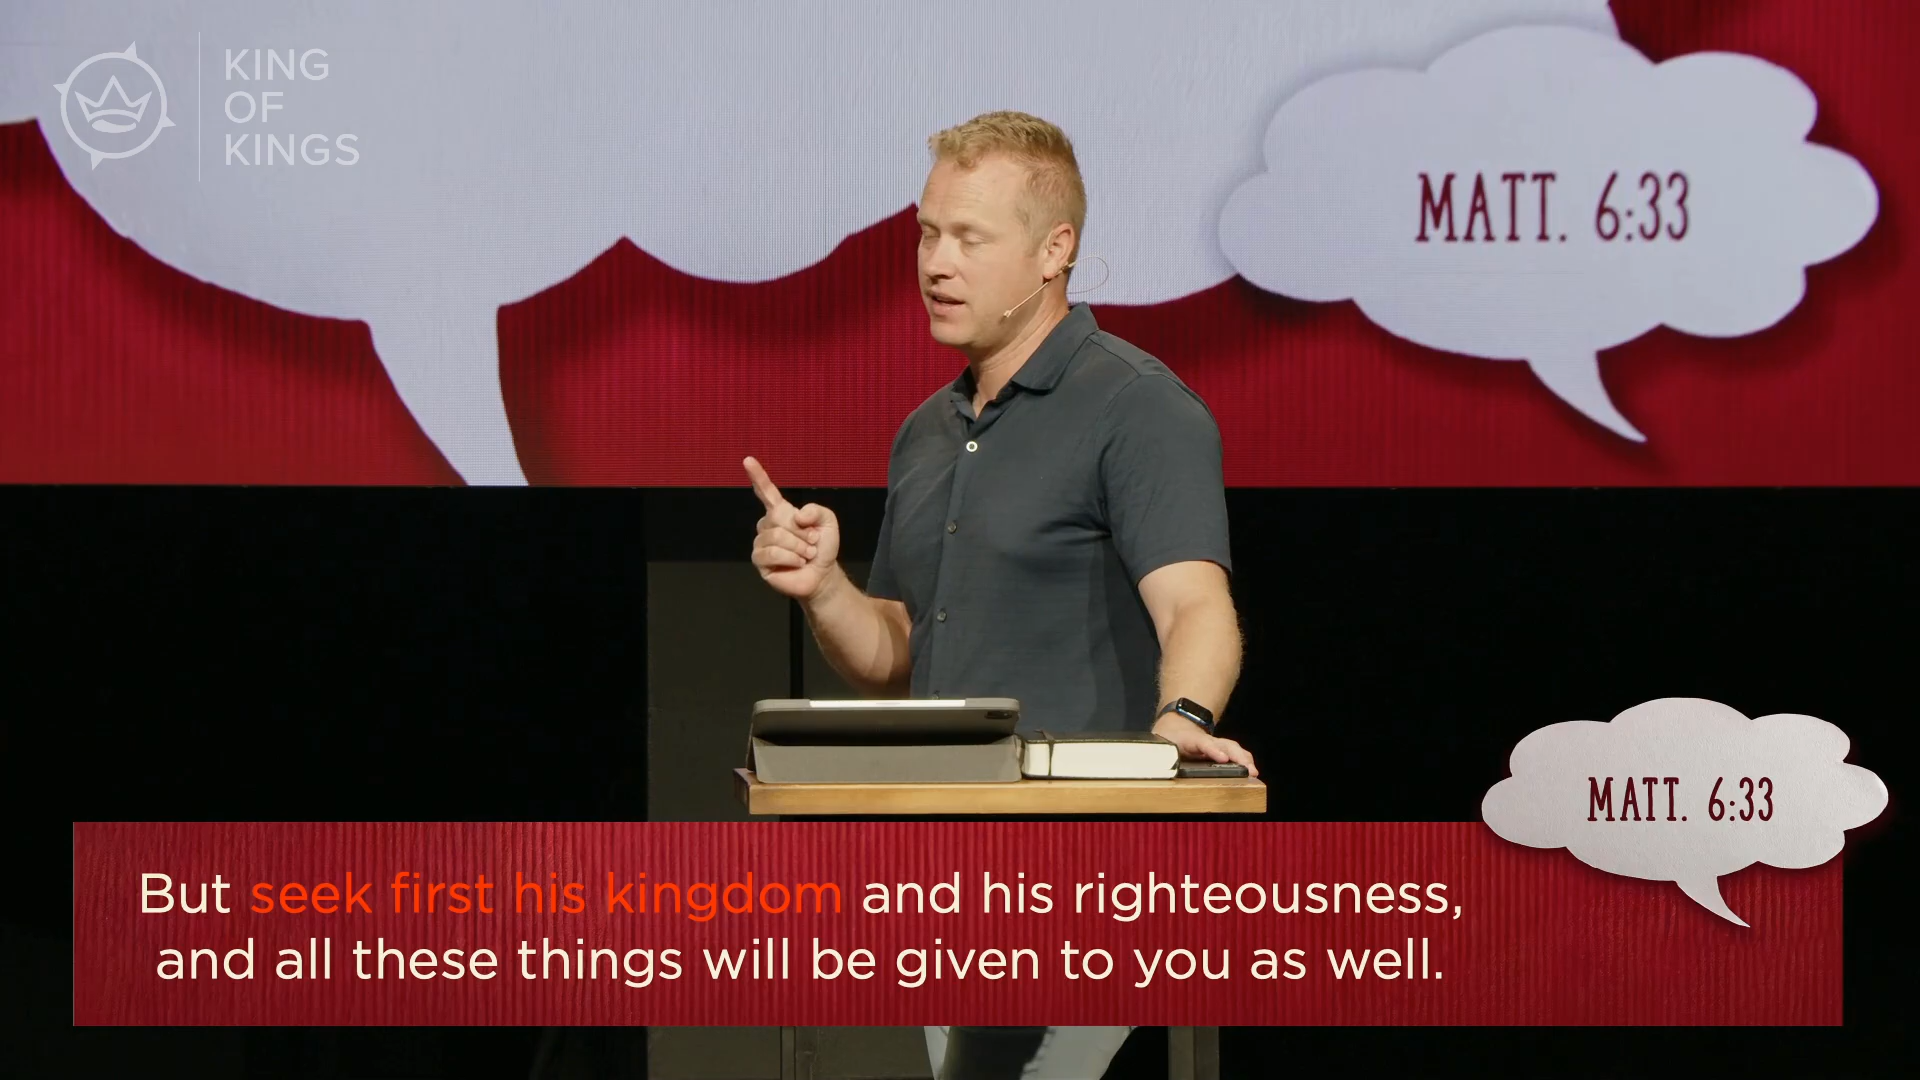 KING
OF
KINGS
MATT. 6:33
MATT. 6:33
But seek first his kingdom and his righteousness,
and all these things will be given to you as well.